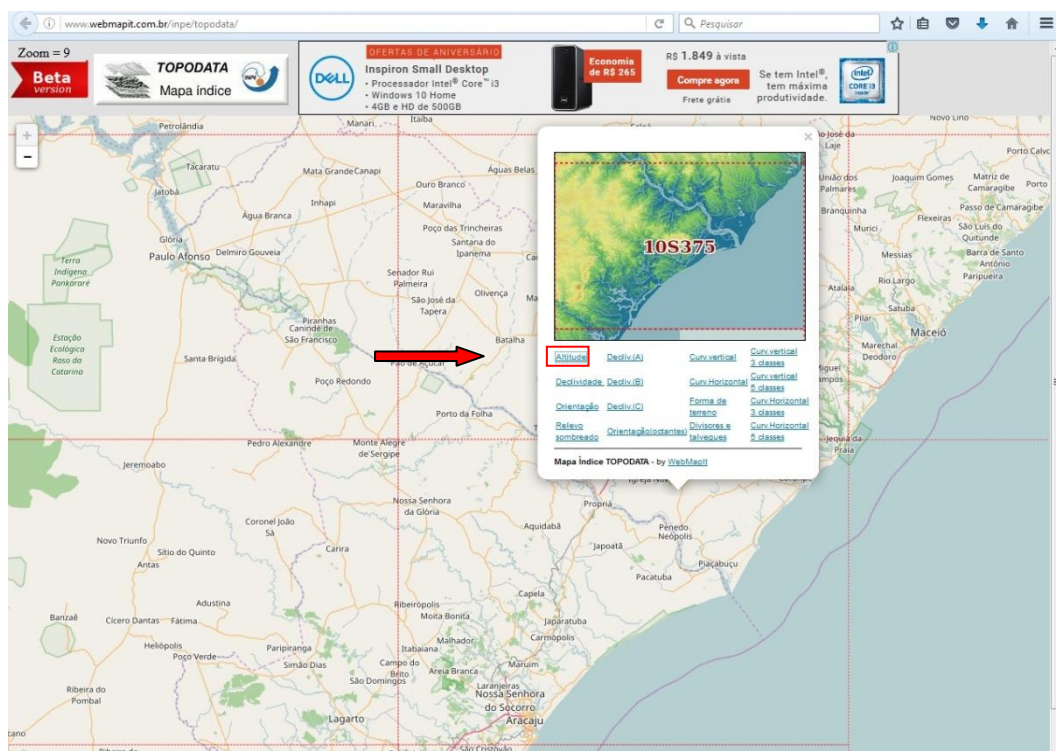 www.webmapit.com.br/inpe/topodata/
Pesquisar
Zoom = 9
Beta
version
TOPODATA
Mapa índice
DELL
OFERTAS DE ANIVERSÁRIO
Inspiron Small Desktop
• Processador Intel® Core™ i3
• Windows 10 Home
• 4GB e HD de 500GB
Economia
de R$ 265
R$ 1.849 à vista
Compre agora
Frete grátis
Se tem Intel®,
tem máxima
produtividade.
CORE i3
+
-
Petrolândia
Manari
Itaíba
Novo Lino
São José da
Laje
Porto Calvo
Tacaratu
Mata Grande
Canapi
Águas Belas
União dos
Palmares
Joaquim Gomes
Matriz de
Camaragibe
Porto
Jatobá
Ouro Branco
Inhapi
Maravilha
Água Branca
Branquinha
Passo de Camaragibe
Flexeiras
São Luís do
Quitunde
Murici
Poço das Trincheiras
Santana do
Ipanema
Glória
Paulo Afonso
Delmiro Gouveia
Messias
Barra de Santo
Antônio
Paripueira
Terra
Indígena
Pankararé
Senador Rui
Palmeira
Olivença
São José da
Tapera
Atalaia
Rio Largo
Satuba
Piranhas
Canindé de
São Francisco
Pilar
Maceió
Batalha
Marechal
Deodoro
Estação
Ecológica
Raso da
Catarina
Santa Brígida
Pão de Açúcar
Poço Redondo
Porto da Folha
10S375
Altitude
Decliv.(A)
Curv.vertical
Curv.vertical
3 classes
Declividade
Decliv.(B)
Curv.Horizontal
Curv.vertical
5 classes
Orientação
Decliv.(C)
Forma de
terreno
Curv.Horizontal
3 classes
Relevo
sombreado
Orientação(octantes)
Divisores e
talvegues
Curv.Horizontal
5 classes
Mapa Índice TOPODATA - by WebMapIt
Jequiá da
Praia
Pedro Alexandre
Monte Alegre
de Sergipe
Jeremoabo
Nossa Senhora
da Glória
Propriá
Coronel João
Sá
Aquidabã
Penedo
Neópolis
Novo Triunfo
Sítio do Quinto
Carira
Japoatã
Antas
Piaçabuçu
Pacatuba
Adustina
Capela
Ribeirópolis
Moita Bonita
Japaratuba
Banzaê
Cícero Dantas
Fátima
Malhador
Carmópolis
Heliópolis
Poço Verde
Paripiranga
Itabaiana
Simão Dias
Campo do
Brito
Areia Branca
Maruim
São Domingos
Laranjeiras
Nossa Senhora
do Socorro
Ribeira do
Pombal
Lagarto
Aracaju
São Cristóvão